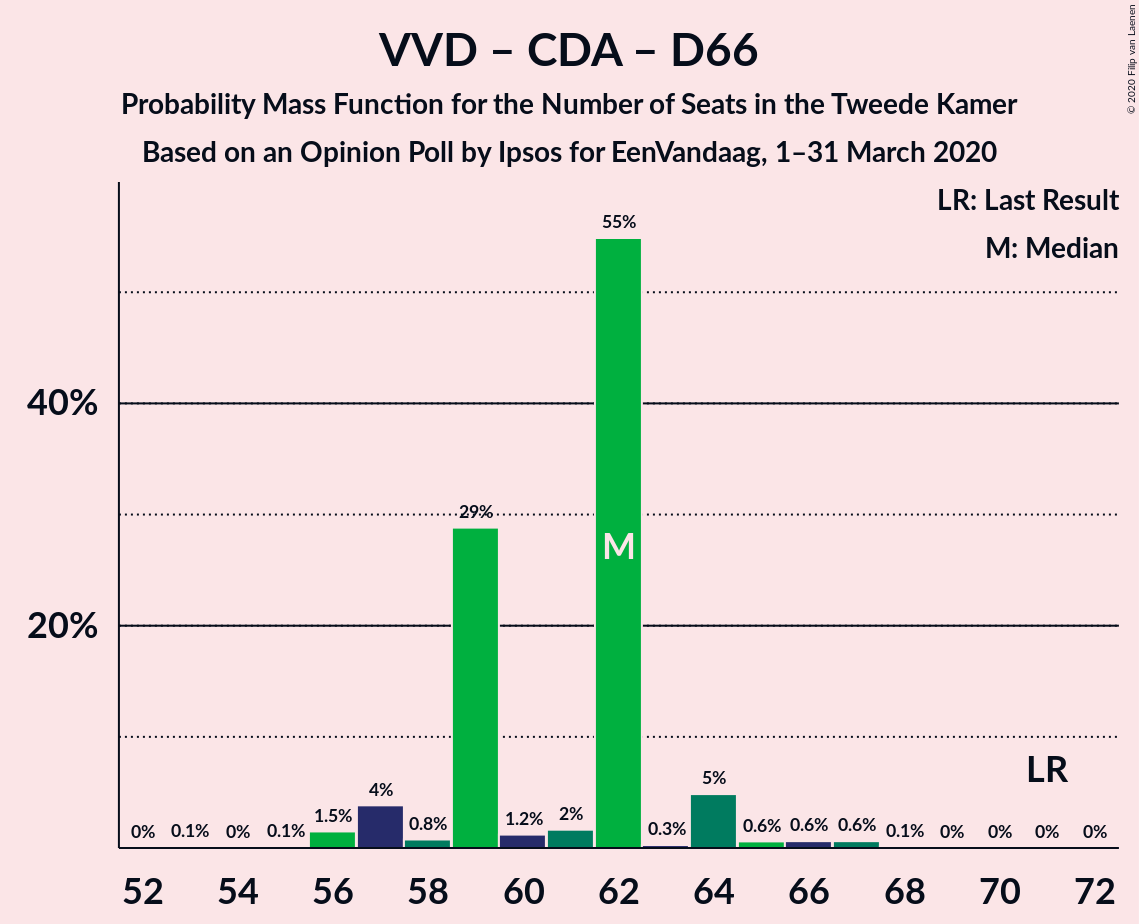 VVD – CDA – D66
Probability Mass Function for the Number of Seats in the Tweede Kamer
Based on an Opinion Poll by Ipsos for EenVandaag, 1–31 March 2020
© 2020 Filip van Laenen
LR: Last Result
M: Median
55%
40%
29%
M
20%
LR
0%
0.1%
0%
0.1%
1.5%
4%
0.8%
1.2%
2%
0.3%
5%
0.6%
0.6%
0.6%
0.1%
0%
0%
0%
0%
52 54 56 58 60 62 64 66 68 70 72